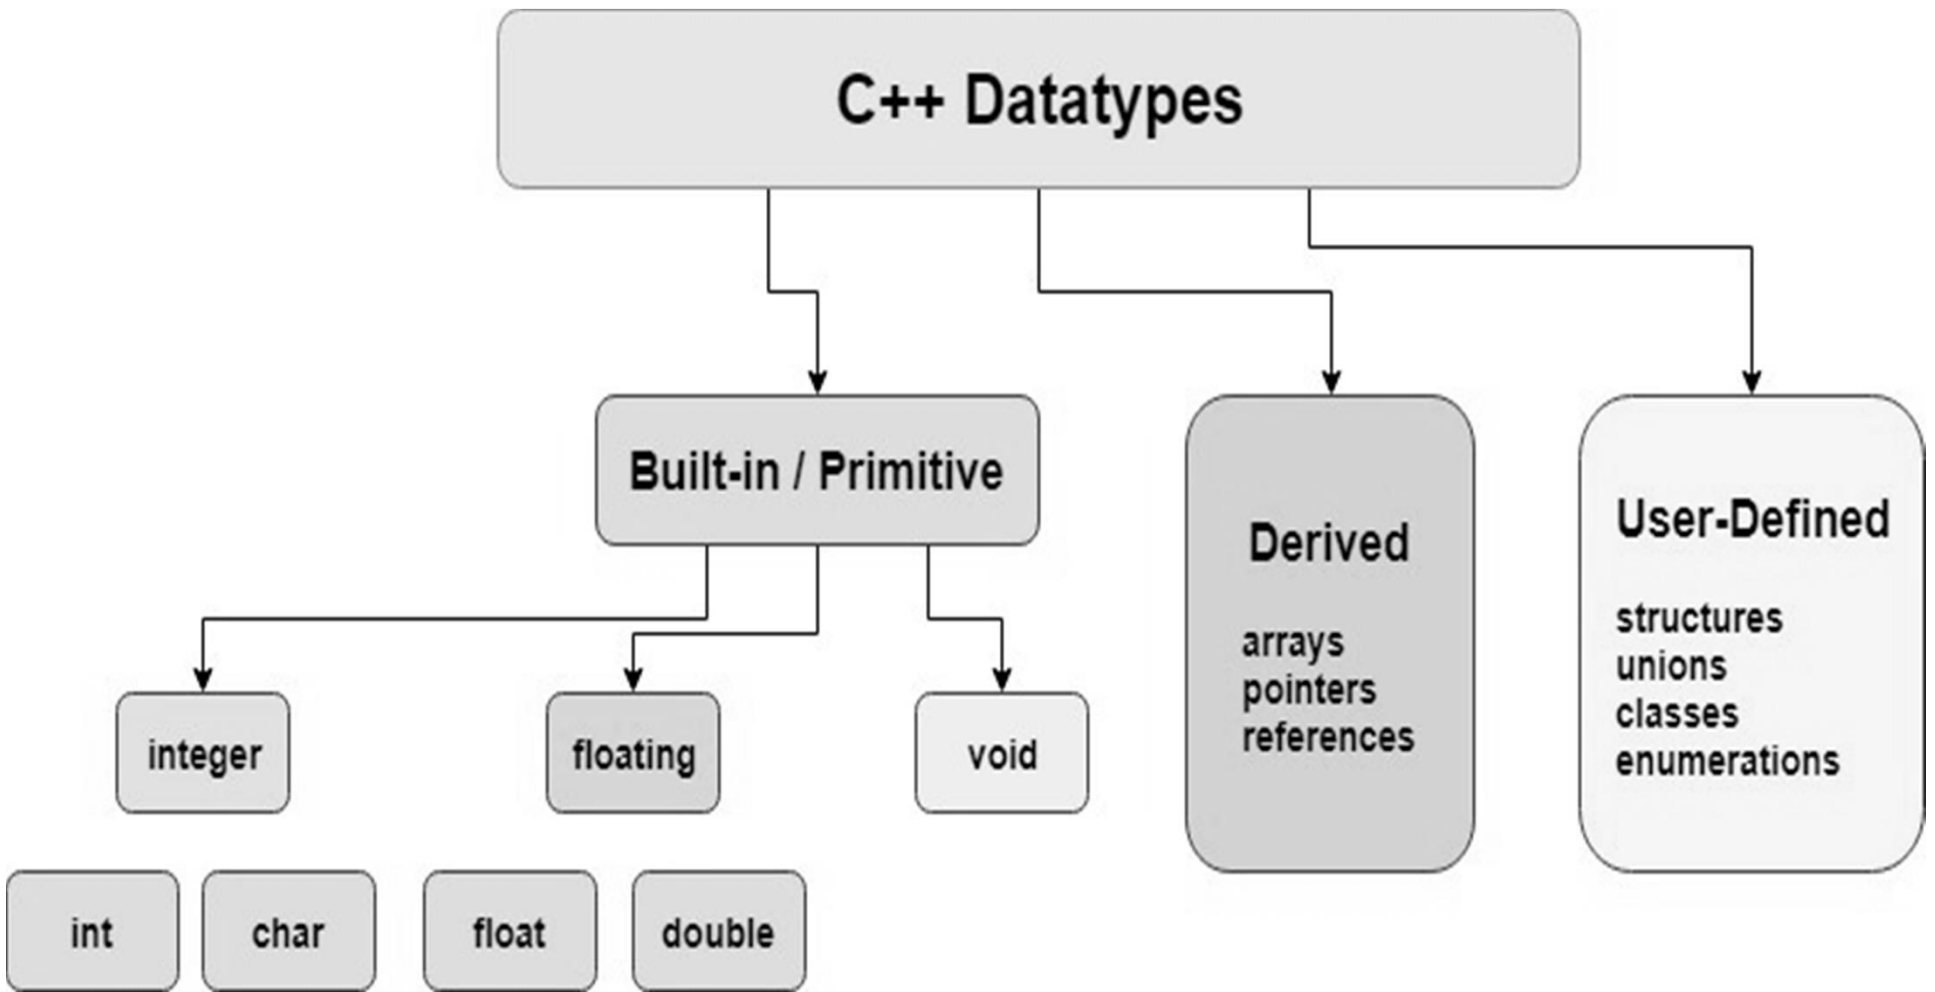 C++ Datatypes
Built-in / Primitive
Derived
arrays
pointers
references
User-Defined
structures
unions
classes
enumerations
integer
floating
void
int
char
float
double